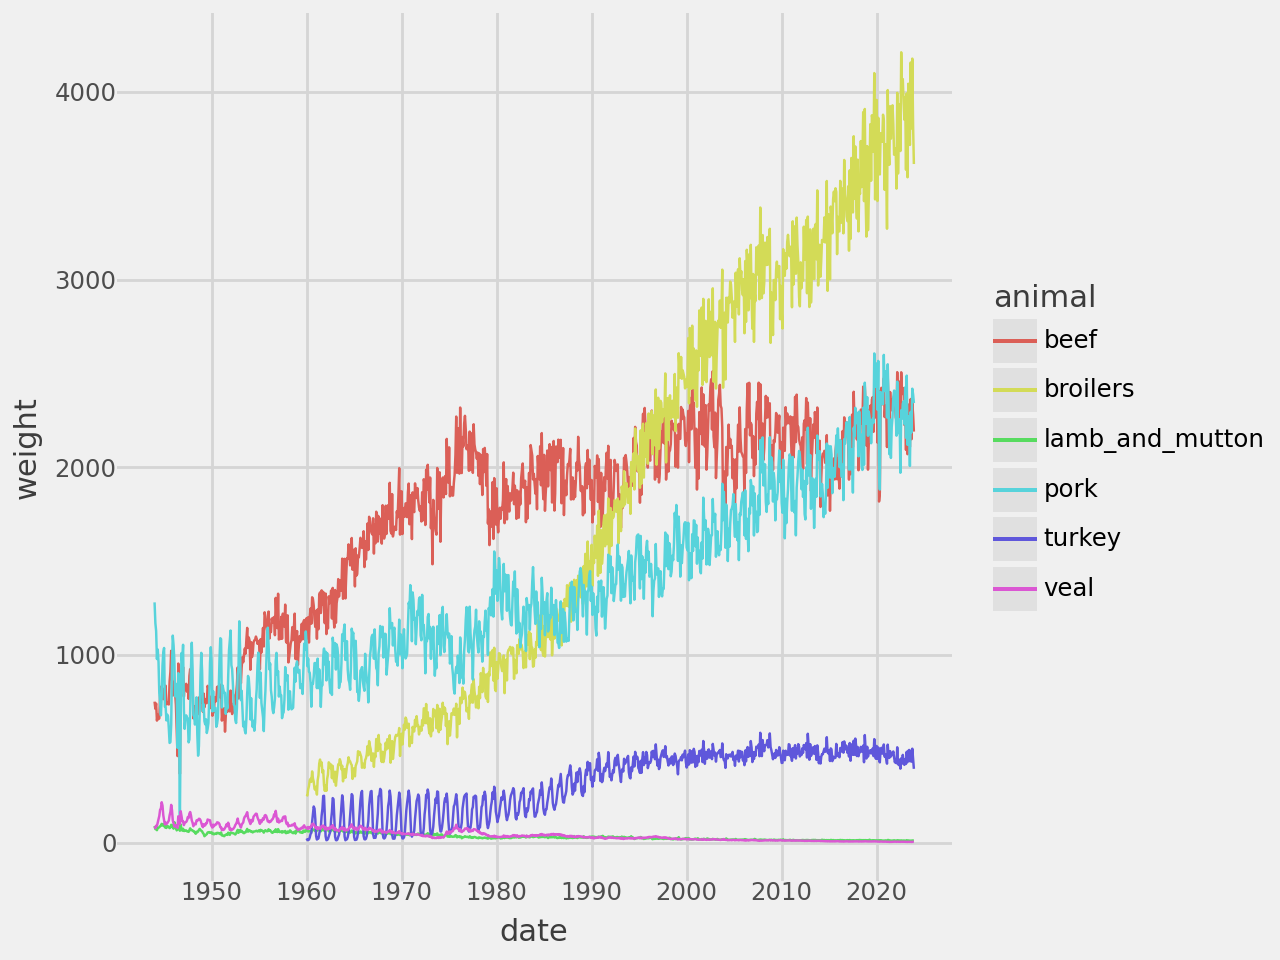 weight
4000
3000
2000
1000
0
1950 1960 1970 1980 1990 2000 2010 2020
date
animal
beef
broilers
lamb_and_mutton
pork
turkey
veal